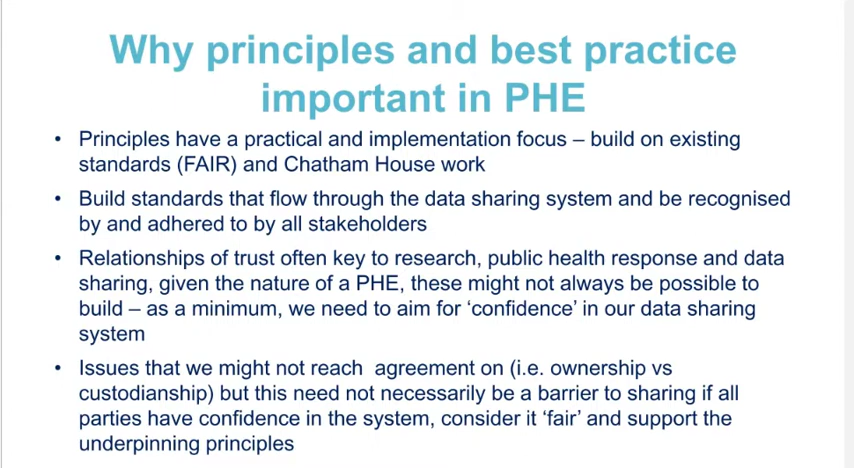 Why principles and best practice
important in PHE
• Principles have a practical and implementation focus – build on existing
standards (FAIR) and Chatham House work
• Build standards that flow through the data sharing system and be recognised
by and adhered to by all stakeholders
• Relationships of trust often key to research, public health response and data
sharing, given the nature of a PHE, these might not always be possible to
build – as a minimum, we need to aim for ‘confidence’ in our data sharing
system
• Issues that we might not reach  agreement on (i.e. ownership vs
custodianship) but this need not necessarily be a barrier to sharing if all
parties have confidence in the system, consider it ‘fair’ and support the
underpinning principles